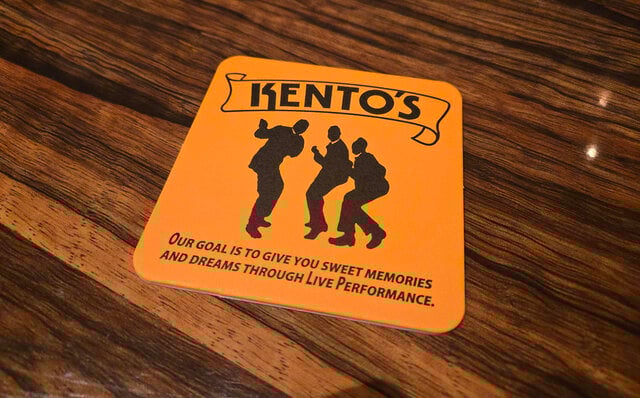 KENTO'S
OUR GOAL IS TO GIVE YOU SWEET MEMORIES
AND DREAMS THROUGH LIVE PERFORMANCE.